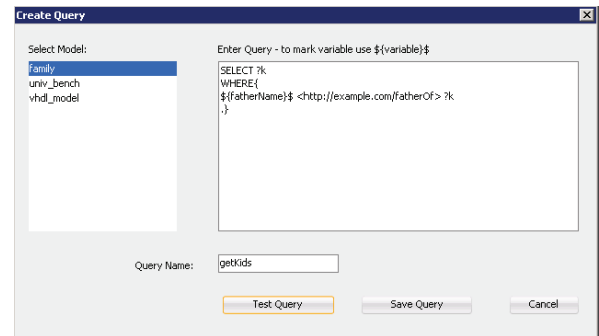 Create Query
Select Model:
family
univ_bench
vhdl_model
Enter Query - to mark variable use ${variable}$
SELECT ?k
WHERE{
${fatherName}$ <http://example.com/fatherOf> ?k
.}
Query Name:
getKids
Test Query
Save Query
Cancel